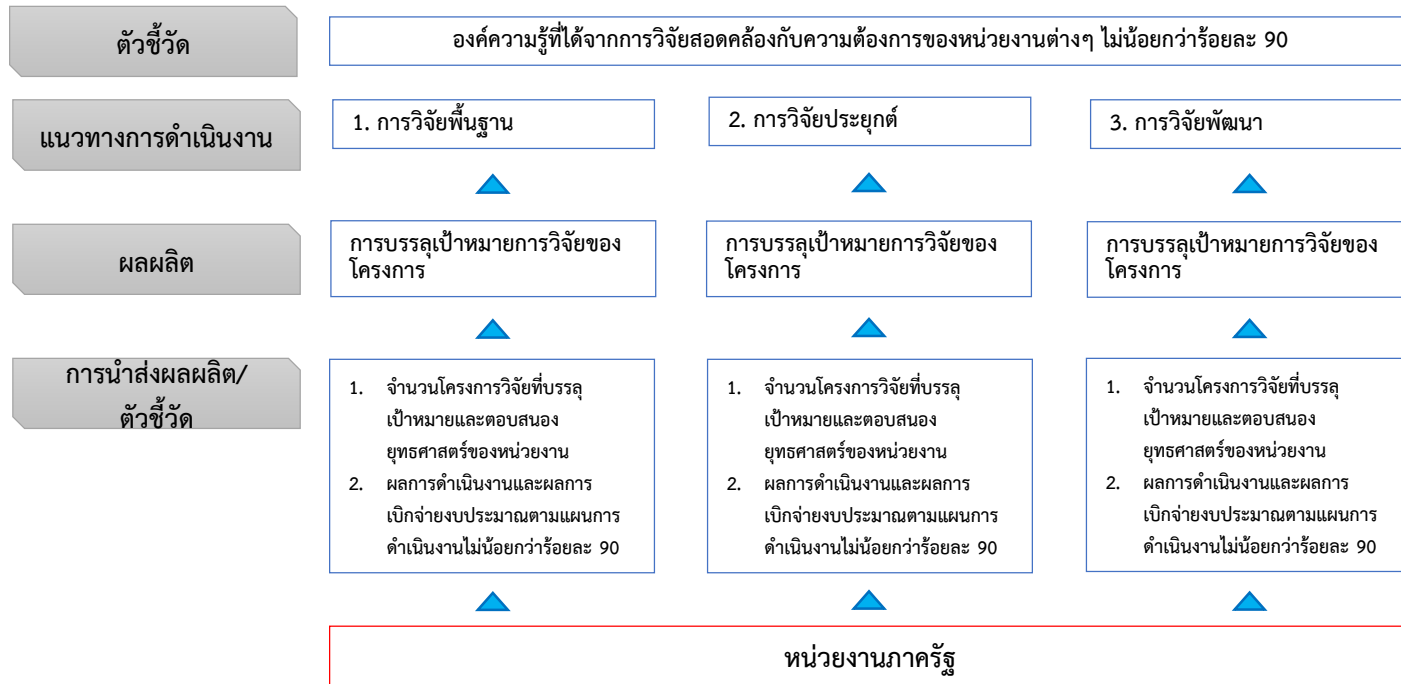 ตัวชี้วัด
องค์ความรู้ที่ได้จากการวิจัยสอดคล้องกับความต้องการของหน่วยงานต่างๆ ไม่น้อยกว่าร้อยละ 90
แนวทางการดำเนินงาน
1. การวิจัยพื้นฐาน
2. การวิจัยประยุกต์
3. การวิจัยพัฒนา
ผลผลิต
การบรรลุเป้าหมายการวิจัยของ
โครงการ
การบรรลุเป้าหมายการวิจัยของ
โครงการ
การบรรลุเป้าหมายการวิจัยของ
โครงการ
การนำส่งผลผลิต/
ตัวชี้วัด
1. จำนวนโครงการวิจัยที่บรรลุ
เป้าหมายและตอบสนอง
ยุทธศาสตร์ของหน่วยงาน
2. ผลการดำเนินงานและผลการ
เบิกจ่ายงบประมาณตามแผนการ
ดำเนินงานไม่น้อยกว่าร้อยละ 90
1. จำนวนโครงการวิจัยที่บรรลุ
เป้าหมายและตอบสนอง
ยุทธศาสตร์ของหน่วยงาน
2. ผลการดำเนินงานและผลการ
เบิกจ่ายงบประมาณตามแผนการ
ดำเนินงานไม่น้อยกว่าร้อยละ 90
1. จำนวนโครงการวิจัยที่บรรลุ
เป้าหมายและตอบสนอง
ยุทธศาสตร์ของหน่วยงาน
2. ผลการดำเนินงานและผลการ
เบิกจ่ายงบประมาณตามแผนการ
ดำเนินงานไม่น้อยกว่าร้อยละ 90
หน่วยงานภาครัฐ